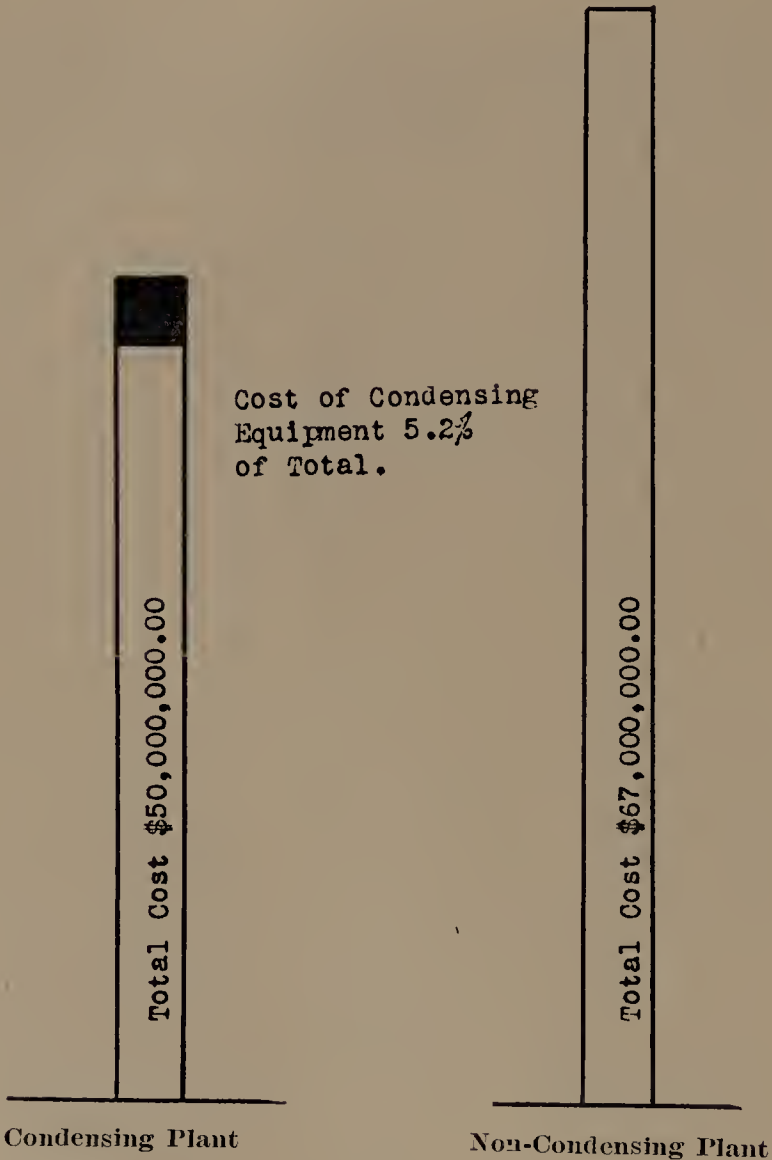 Cost of Condensing
Equipment 5.2%
of Total.
Total Cost $50,000,000.00
Total Cost $67,000,000.00
Condensing Plant
Non-Condensing Plant